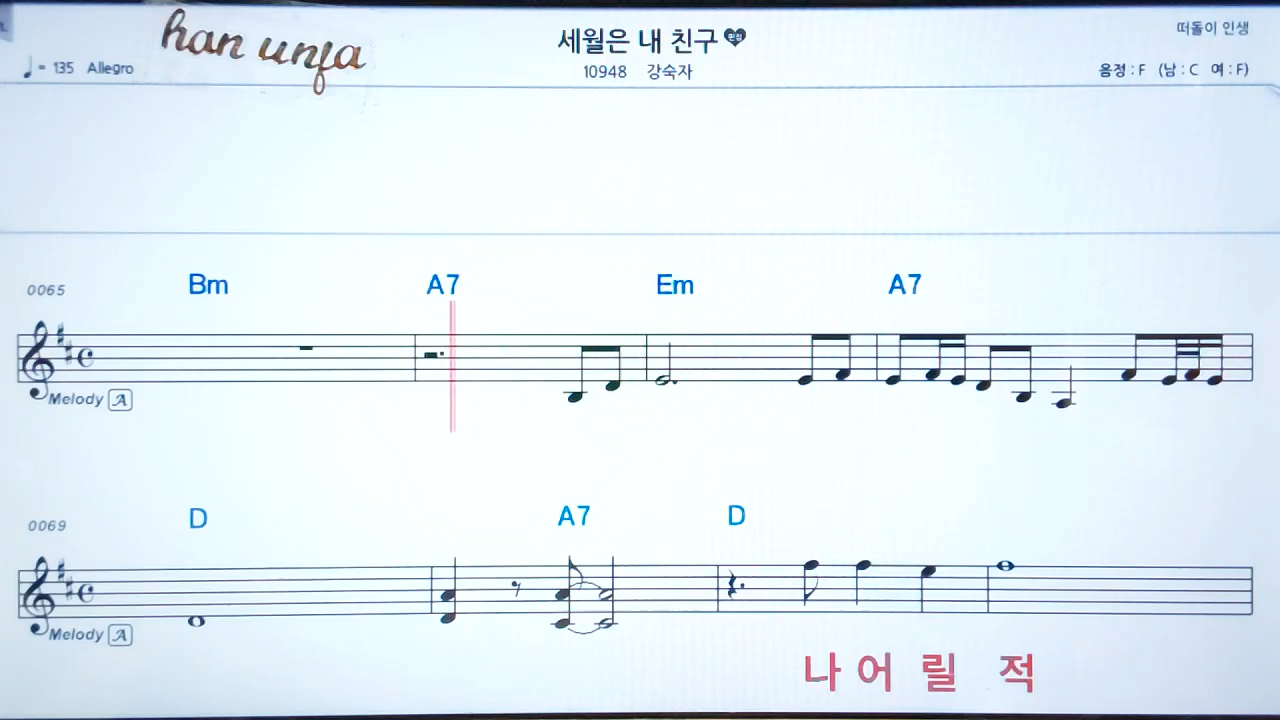 han unfa
세월은 내 친구
떠돌이 인생
♩= 135 Allegro
10948 강숙자
음정 : F (남 : C 여 : F)
Bm A7 Em A7
0065
Melody A
D A7 D
0069
Melody A
나 어 릴 적